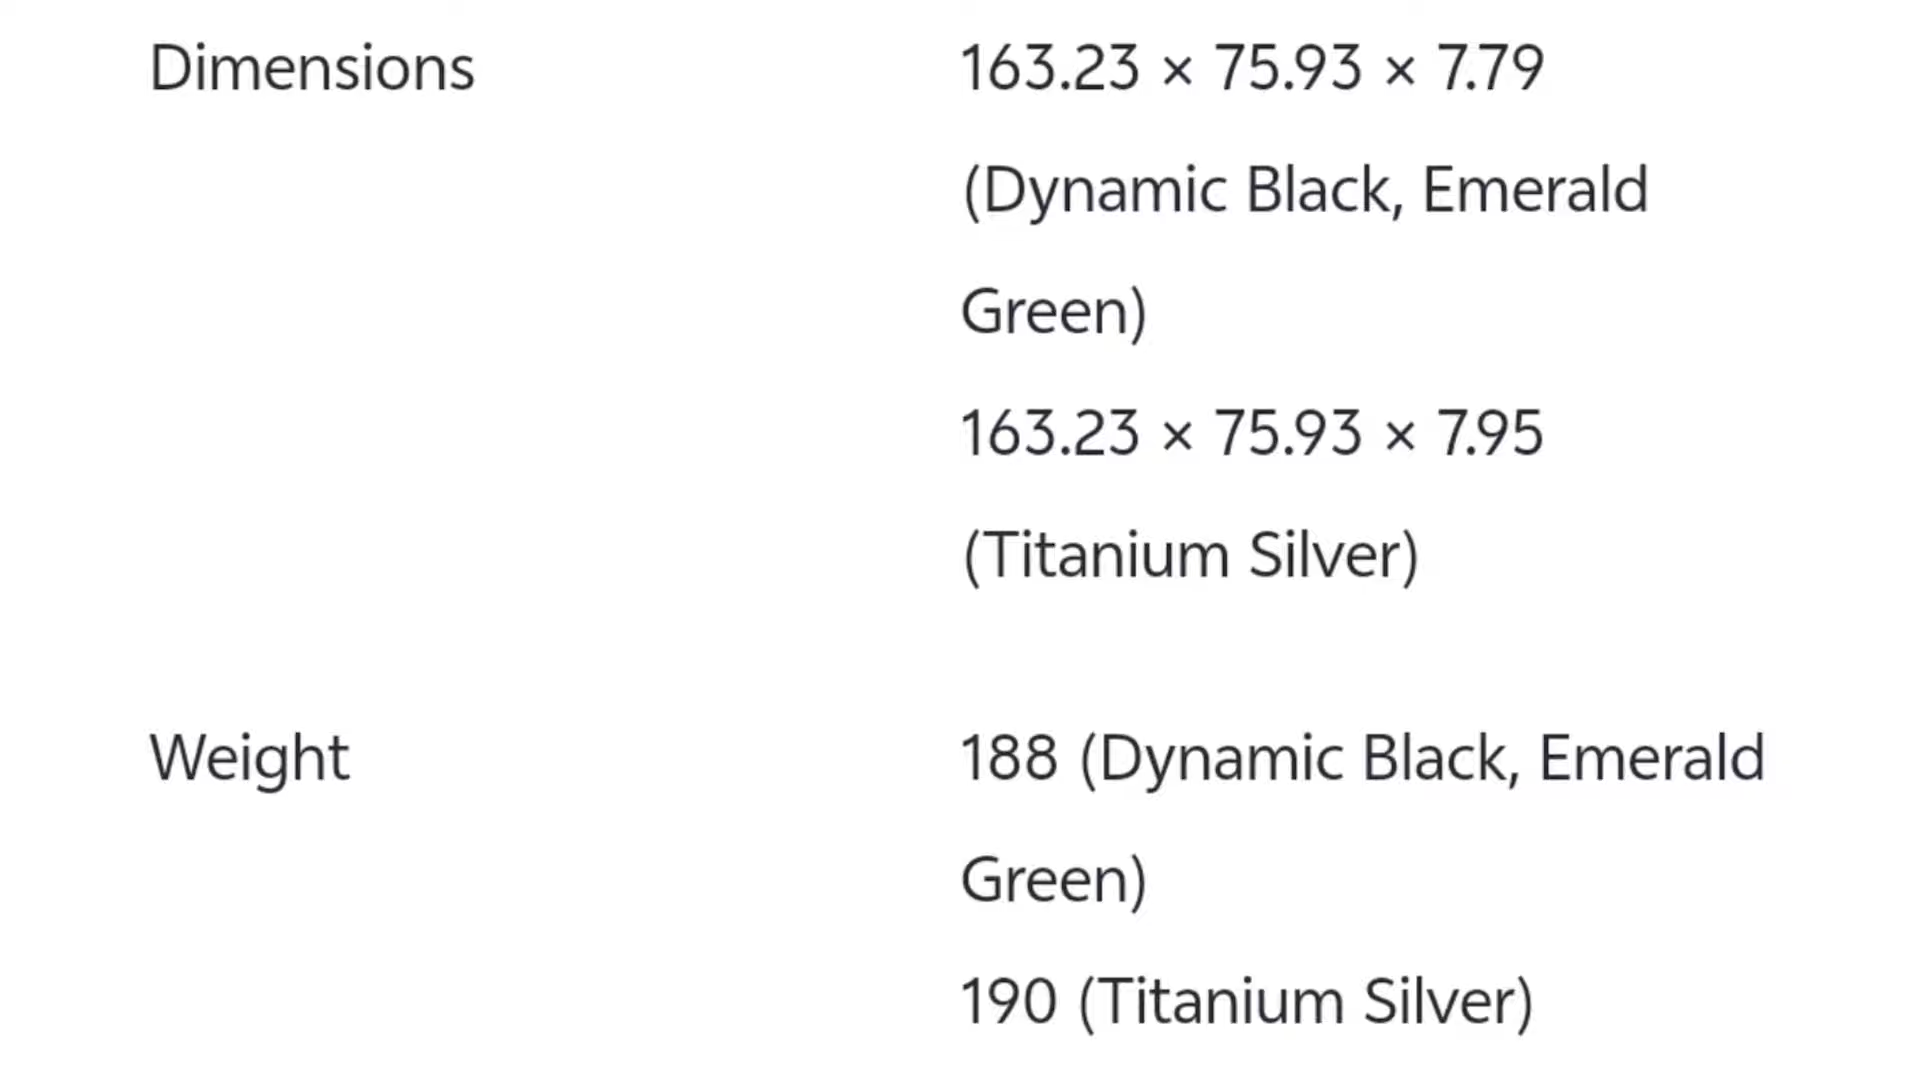 Dimensions
163.23 × 75.93 × 7.79
(Dynamic Black, Emerald
Green)
163.23 × 75.93 × 7.95
(Titanium Silver)
Weight
188 (Dynamic Black, Emerald
Green)
190 (Titanium Silver)